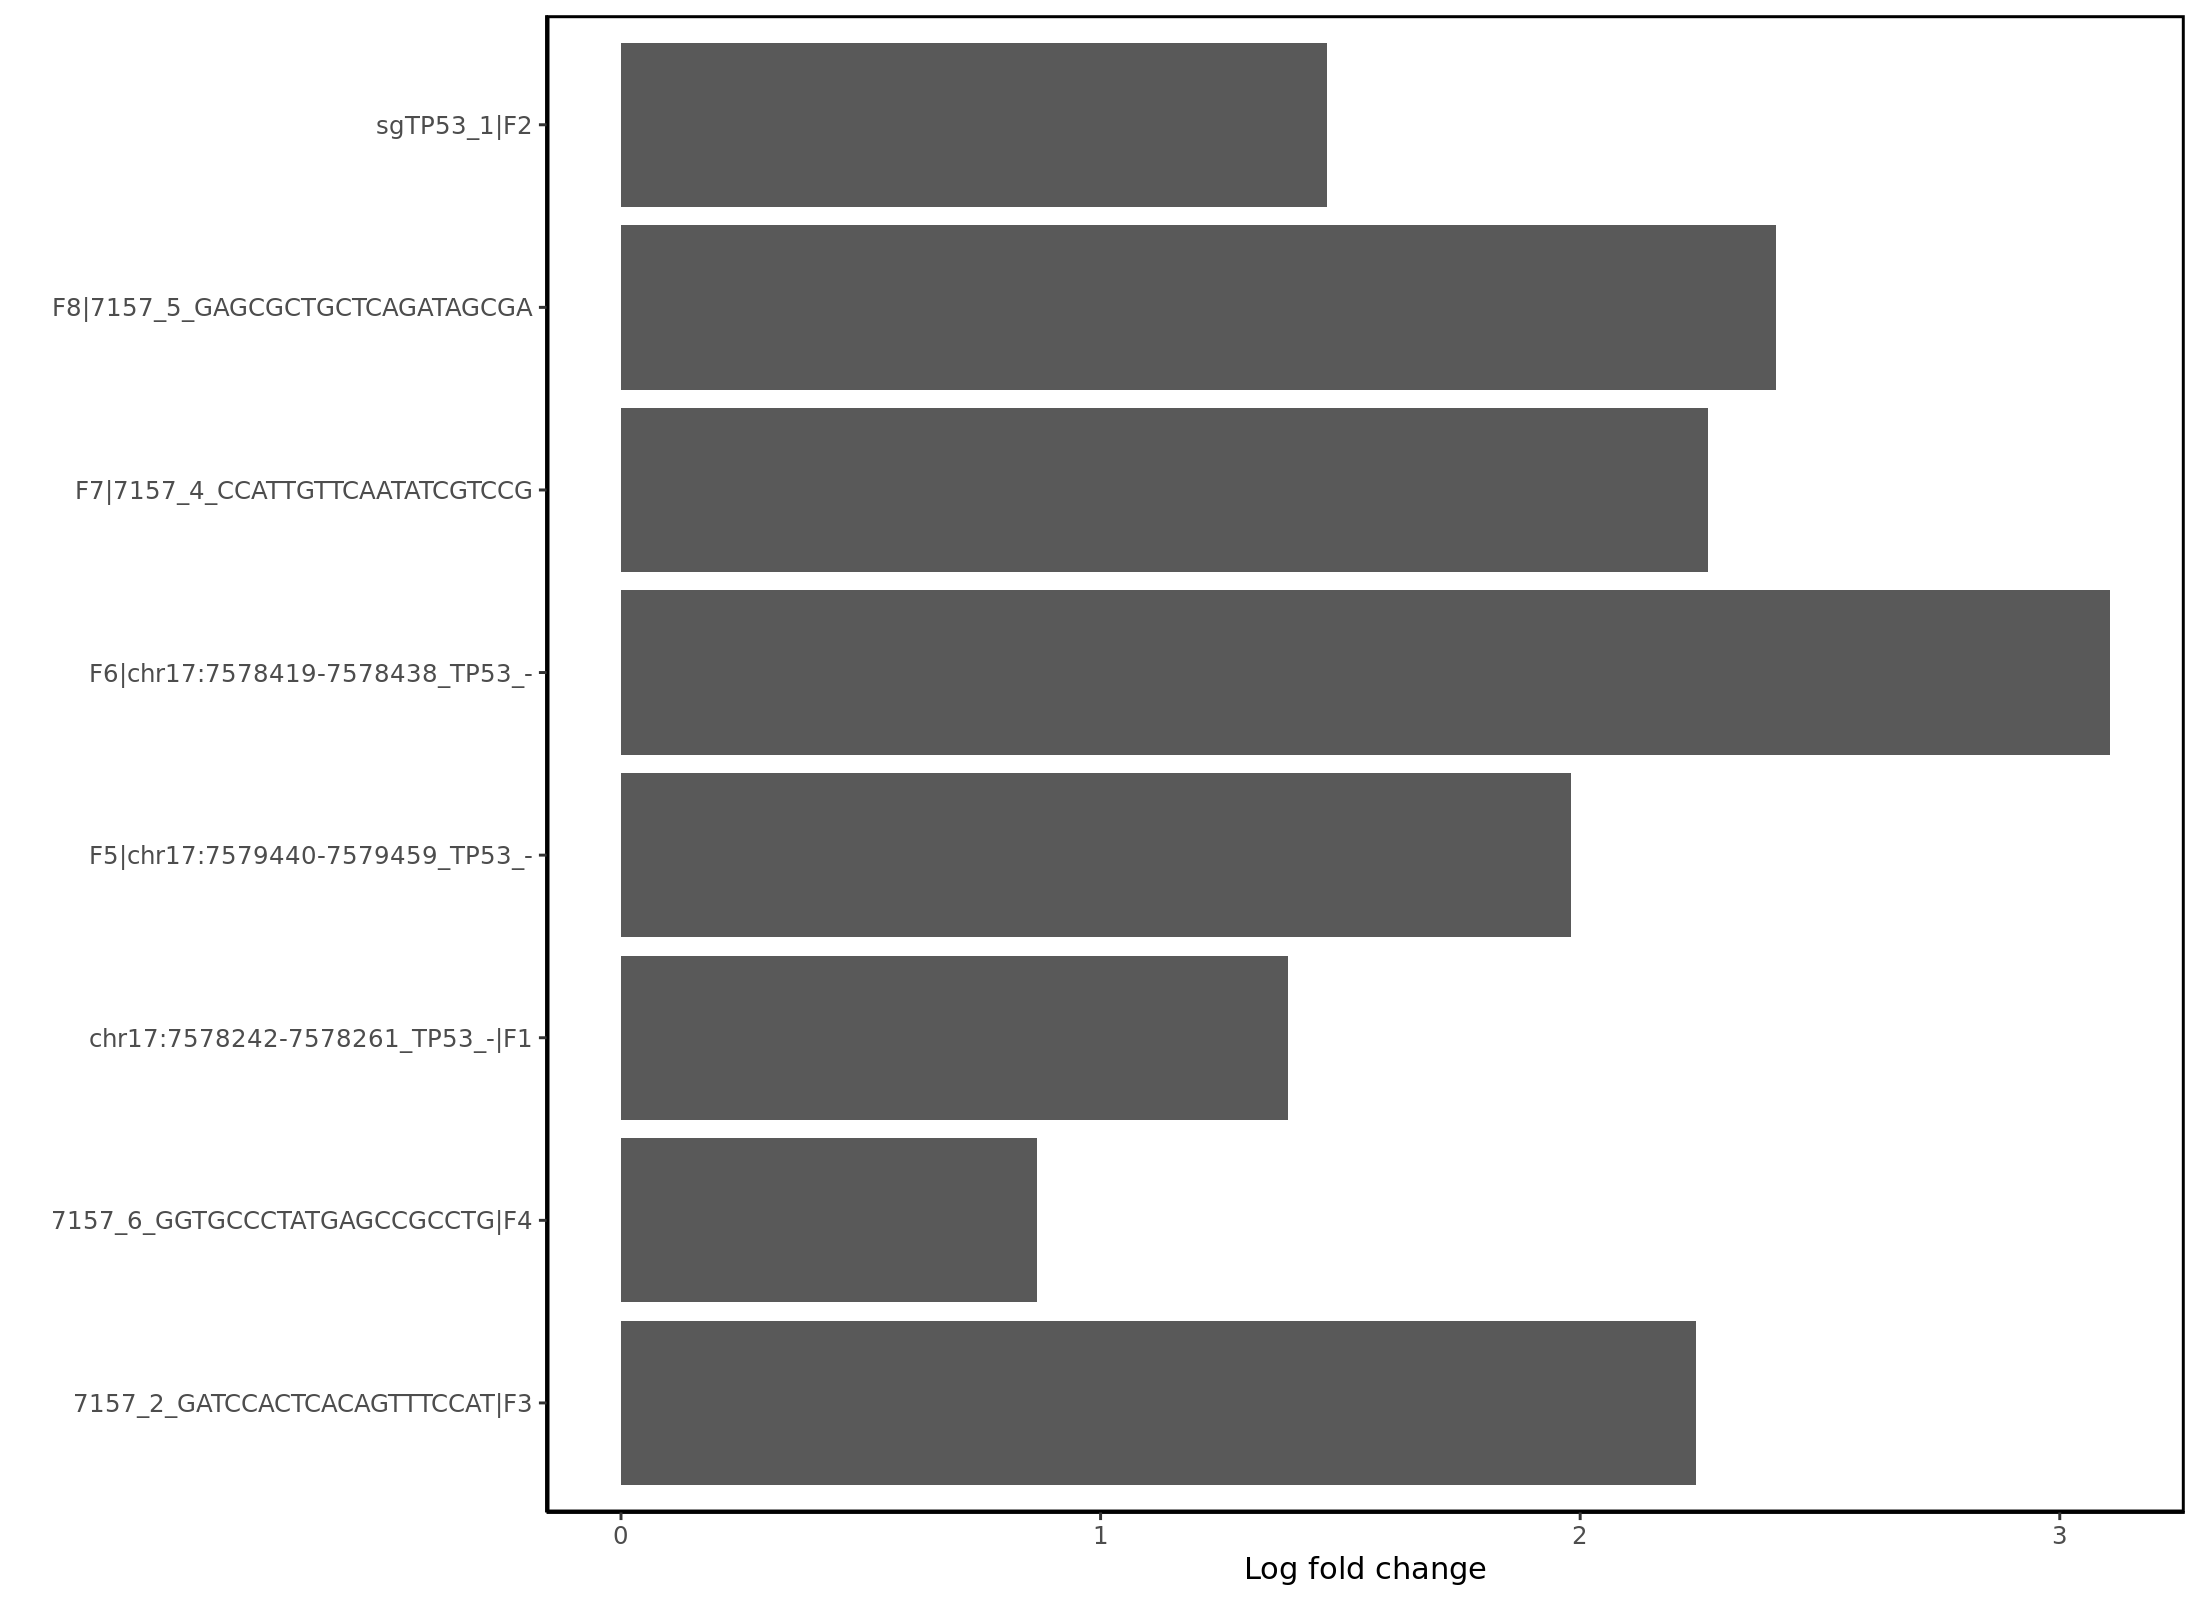 sgTP53_1|F2
F8|7157_5_GAGCGCTGCTCAGATAGCGA
F7|7157_4_CCATTGTTCAATATCGTCCG
F6|chr17:7578419-7578438_TP53_-
F5|chr17:7579440-7579459_TP53_-
chr17:7578242-7578261_TP53_-|F1
7157_6_GGTGCCCTATGAGCCGCCTG|F4
7157_2_GATCCACTCACAGTTTCCAT|F3
0 1 2 3
Log fold change